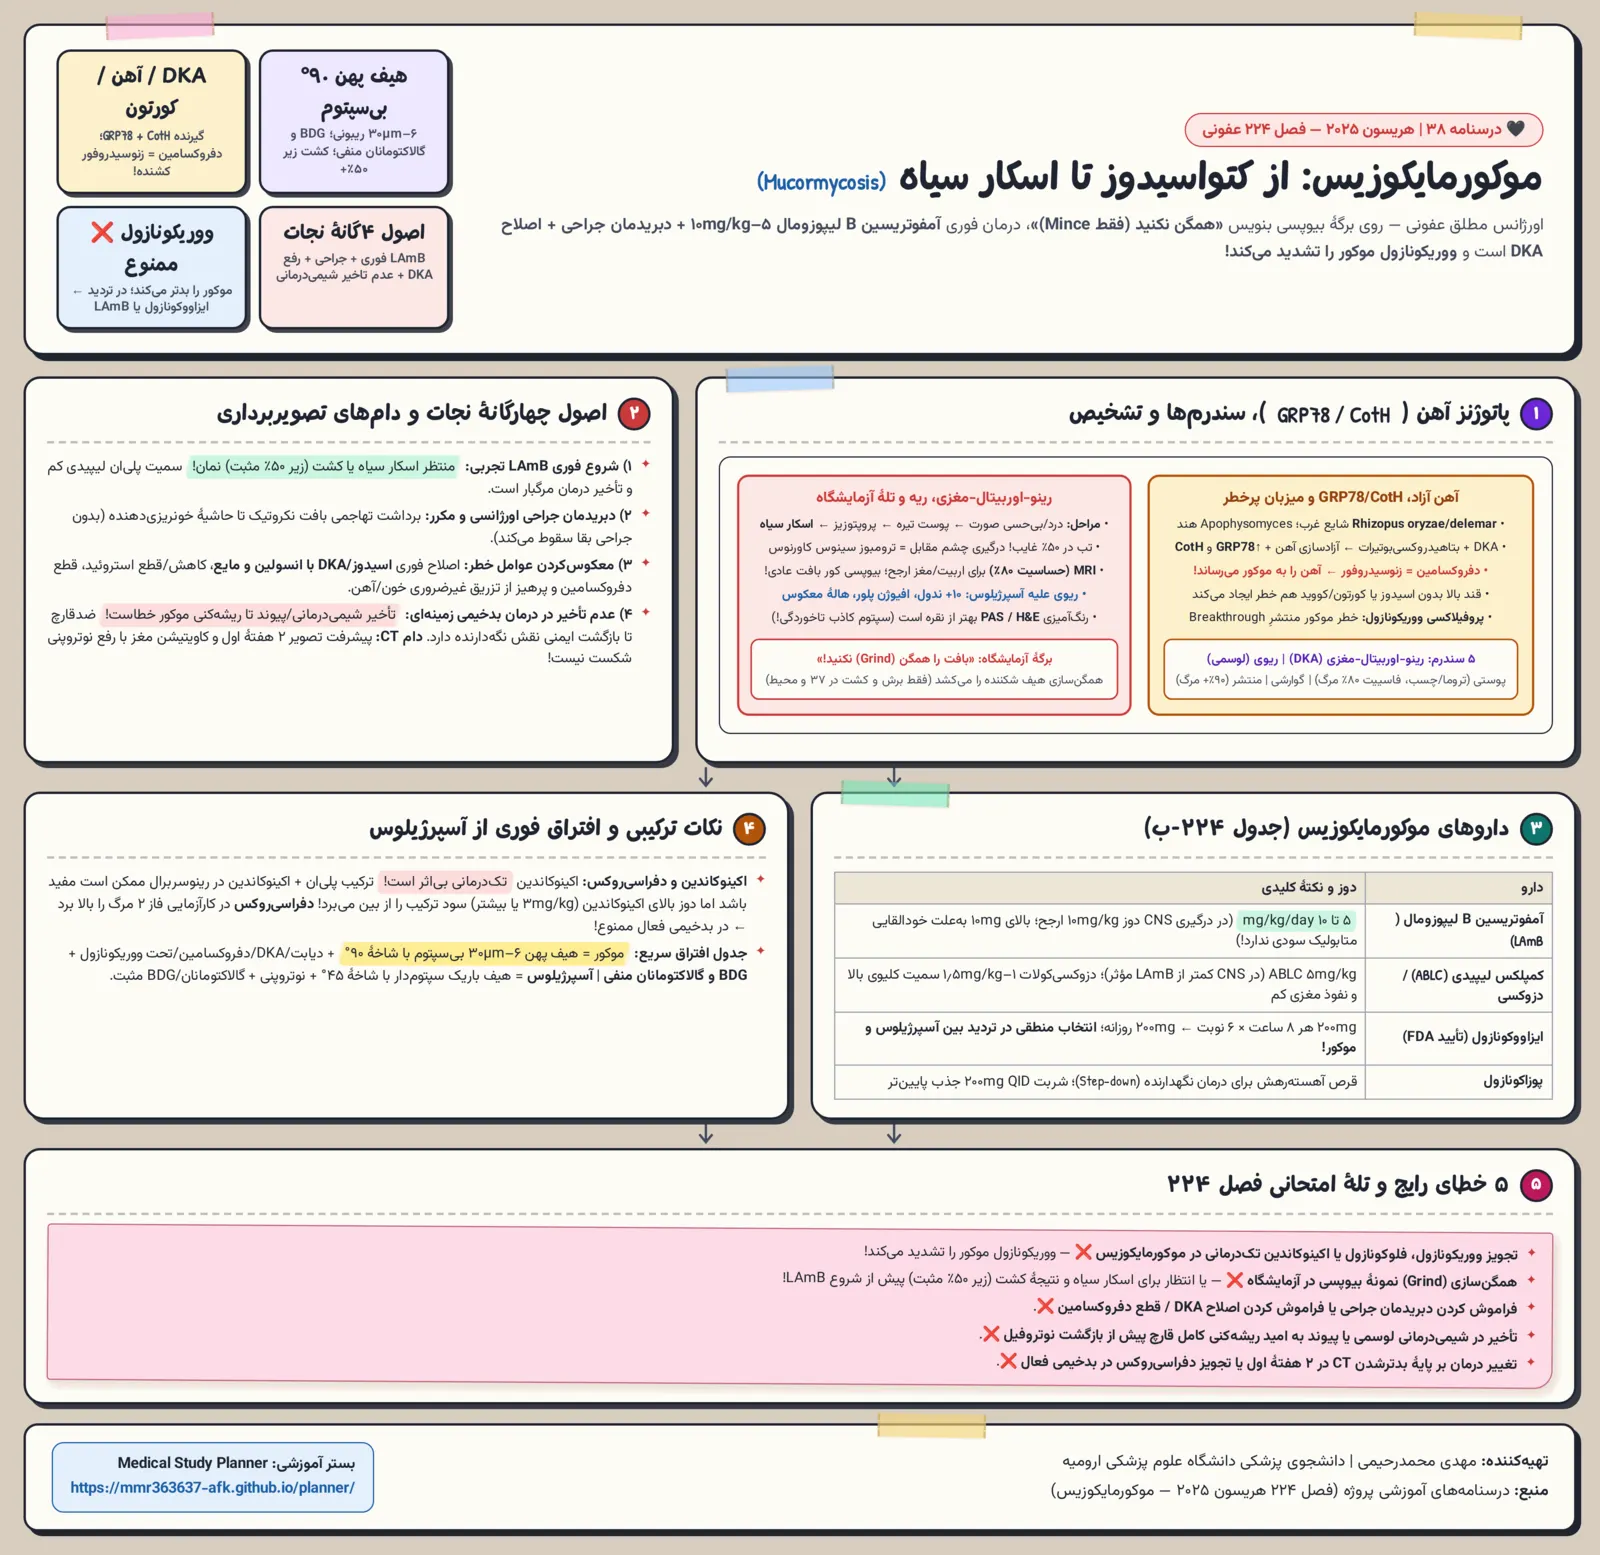 🖤 درسنامه ۳۸ | هریسون ۲۰۲۵ — فصل ۲۲۴ عفونی
موکورمایکوزیس: از کتواسیدوز تا اسکار سیاه (Mucormycosis)
اورژانس مطلق عفونی — روی برگهٔ بیوپسی بنویس «همگن نکنید (فقط Mince)»، درمان فوری آمفوتریسین B لیپوزومال ۵–۱۰mg/kg + دبریدمان جراحی + اصلاح
DKA است و ووریکونازول موکور را تشدید می‌کند!
هیف پهن ۹۰°
بی‌سپتوم
۶–۳۰µm ریبونی؛ BDG و
گالاکتومانان منفی؛ کشت زیر
۵۰٪+
DKA / آهن /
کورتون
گیرنده GRP78 + CotH؛
دفروکسامین = زنوسیدروفور
کشنده!
اصول ۴گانهٔ نجات
LAmB فوری + جراحی + رفع
DKA + عدم تاخیر شیمی‌درمانی
ووریکونازول ❌
ممنوع
موکور را بدتر می‌کند؛ در تردید ←
ایزاووکونازول یا LAmB
۱ پاتوژنز آهن ( GRP78 / CotH )، سندرم‌ها و تشخیص
آهن آزاد، GRP78/CotH و میزبان پرخطر
• Rhizopus oryzae/delemar شایع غرب؛ Apophysomyces هند
• DKA + بتاهیدروکسی‌بوتیرات ← آزادسازی آهن + ↑GRP78 و CotH
• دفروکسامین = زنوسیدروفور ← آهن را به موکور می‌رساند!
• قند بالا بدون اسیدوز یا کورتون/کووید هم خطر ایجاد می‌کند
• پروفیلاکسی ووریکونازول: خطر موکور منتشرِ Breakthrough
۵ سندرم: رینو-اوربیتال-مغزی (DKA) | ریوی (لوسمی)
پوستی (تروما/چسب، فاسییت ۸۰٪ مرگ) | گوارشی | منتشر (۹۰٪+ مرگ)
رینو-اوربیتال-مغزی، ریه و تلهٔ آزمایشگاه
• مراحل: درد/بی‌حسی صورت ← پوست تیره ← پروپتوزیز ← اسکار سیاه
• تب در ۵۰٪ غایب! درگیری چشم مقابل = ترومبوز سینوس کاورنوس
• MRI (حساسیت ۸۰٪) برای اربیت/مغز ارجح؛ بیوپسی کور بافت عادی!
• ریوی علیه آسپرژیلوس: ۱۰+ ندول، افیوژن پلور، هالهٔ معکوس
• رنگ‌آمیزی PAS / H&E بهتر از نقره است (سپتوم کاذب تاخوردگی!)
برگهٔ آزمایشگاه: «بافت را همگن (Grind) نکنید!»
همگن‌سازی هیف شکننده را می‌کشد (فقط برش و کشت در ۳۷ و محیط)
۲ اصول چهارگانهٔ نجات و دام‌های تصویربرداری
✦ ۱) شروع فوری LAmB تجربی: منتظر اسکار سیاه یا کشت (زیر ۵۰٪ مثبت) نمان! سمیت پلی‌ان لیپیدی کم
و تأخیر درمان مرگبار است.
✦ ۲) دبریدمان جراحی اورژانسی و مکرر: برداشت تهاجمی بافت نکروتیک تا حاشیهٔ خونریزی‌دهنده (بدون
جراحی بقا سقوط می‌کند).
✦ ۳) معکوس‌کردن عوامل خطر: اصلاح فوری اسیدوز/DKA با انسولین و مایع، کاهش/قطع استروئید، قطع
دفروکسامین و پرهیز از تزریق غیرضروری خون/آهن.
✦ ۴) عدم تأخیر در درمان بدخیمی زمینه‌ای: تأخیر شیمی‌درمانی/پیوند تا ریشه‌کنی موکور خطاست! ضدقارچ
تا بازگشت ایمنی نقش نگه‌دارنده دارد. دام CT: پیشرفت تصویر ۲ هفتهٔ اول و کاویتیشن مغز با رفع نوتروپنی
شکست نیست!
۳ داروهای موکورمایکوزیس (جدول ۲۲۴-ب)
دارو	دوز و نکتهٔ کلیدی
آمفوتریسین B لیپوزومال (
LAmB)	۵ تا ۱۰ mg/kg/day (در درگیری CNS دوز ۱۰mg/kg ارجح؛ بالای ۱۰mg به‌علت خودالقایی
متابولیک سودی ندارد!)
کمپلکس لیپیدی (ABLC) /
دزوکسی	ABLC ۵mg/kg (در CNS کمتر از LAmB مؤثر)؛ دزوکسی‌کولات ۱–۱٫۵mg/kg سمیت کلیوی بالا
و نفوذ مغزی کم
ایزاووکونازول (تأیید FDA)	۲۰۰mg هر ۸ ساعت × ۶ نوبت ← ۲۰۰mg روزانه؛ انتخاب منطقی در تردید بین آسپرژیلوس و
موکور!
پوزاکونازول	قرص آهسته‌رهش برای درمان نگهدارنده (Step-down)؛ شربت ۲۰۰mg QID جذب پایین‌تر
۴ نکات ترکیبی و افتراق فوری از آسپرژیلوس
✦ اکینوکاندین و دفراسی‌روکس: اکینوکاندین تک‌درمانی بی‌اثر است! ترکیب پلی‌ان + اکینوکاندین در رینوسربرال ممکن است مفید
باشد اما دوز بالای اکینوکاندین (۳mg/kg یا بیشتر) سود ترکیب را از بین می‌برد! دفراسی‌روکس در کارآزمایی فاز ۲ مرگ را بالا برد
← در بدخیمی فعال ممنوع!
✦ جدول افتراق سریع: موکور = هیف پهن ۶–۳۰µm بی‌سپتوم با شاخهٔ ۹۰° + دیابت/DKA/دفروکسامین/تحت ووریکونازول +
BDG و گالاکتومانان منفی | آسپرژیلوس = هیف باریک سپتوم‌دار با شاخهٔ ۴۵° + نوتروپنی + گالاکتومانان/BDG مثبت.
۵ ۵ خطای رایج و تلهٔ امتحانی فصل ۲۲۴
✦ تجویز ووریکونازول، فلوکونازول یا اکینوکاندین تک‌درمانی در موکورمایکوزیس ❌ — ووریکونازول موکور را تشدید می‌کند!
✦ همگن‌سازی (Grind) نمونهٔ بیوپسی در آزمایشگاه ❌ — یا انتظار برای اسکار سیاه و نتیجهٔ کشت (زیر ۵۰٪ مثبت) پیش از شروع LAmB!
✦ فراموش کردن دبریدمان جراحی یا فراموش کردن اصلاح DKA / قطع دفروکسامین ❌.
✦ تأخیر در شیمی‌درمانی لوسمی یا پیوند به امید ریشه‌کنی کامل قارچ پیش از بازگشت نوتروفیل ❌.
✦ تغییر درمان بر پایهٔ بدترشدن CT در ۲ هفتهٔ اول یا تجویز دفراسی‌روکس در بدخیمی فعال ❌.
تهیه‌کننده: مهدی محمدرحیمی | دانشجوی پزشکی دانشگاه علوم پزشکی ارومیه
منبع: درسنامه‌های آموزشی پروژه (فصل ۲۲۴ هریسون ۲۰۲۵ — موکورمایکوزیس)
بستر آموزشی: Medical Study Planner
https://mmr363637-afk.github.io/planner/